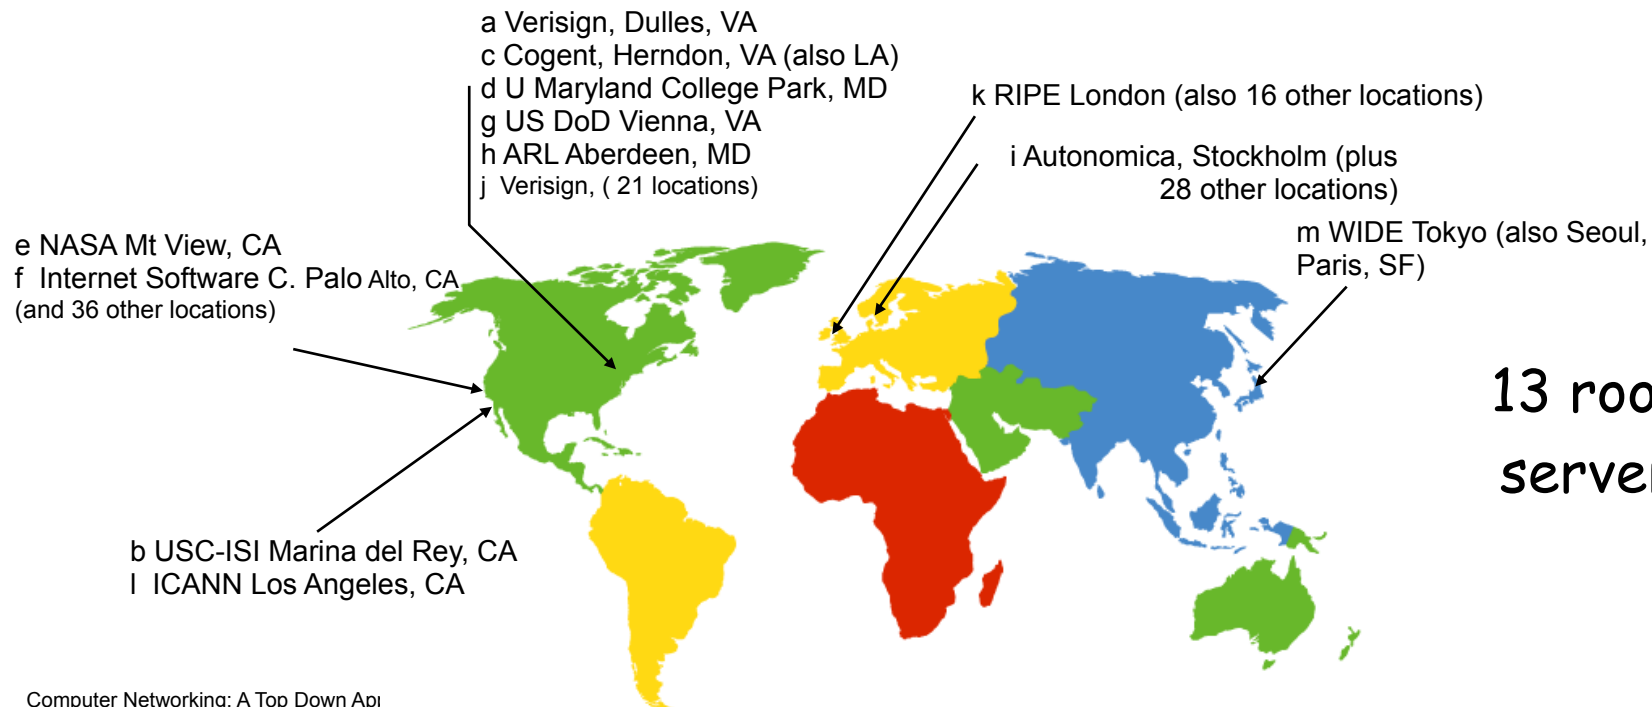 a Verisign, Dulles, VA
c Cogent, Herndon, VA (also LA)
d U Maryland College Park, MD
g US DoD Vienna, VA
h ARL Aberdeen, MD
j Verisign, ( 21 locations)
k RIPE London (also 16 other locations)
i Autonomica, Stockholm (plus
28 other locations)
m WIDE Tokyo (also Seoul,
Paris, SF)
e NASA Mt View, CA
f Internet Software C. Palo Alto, CA
(and 36 other locations)
13
b USC-ISI Marina del Rey, CA
l ICANN Los Angeles, CA
Computer Networking: A Top Down